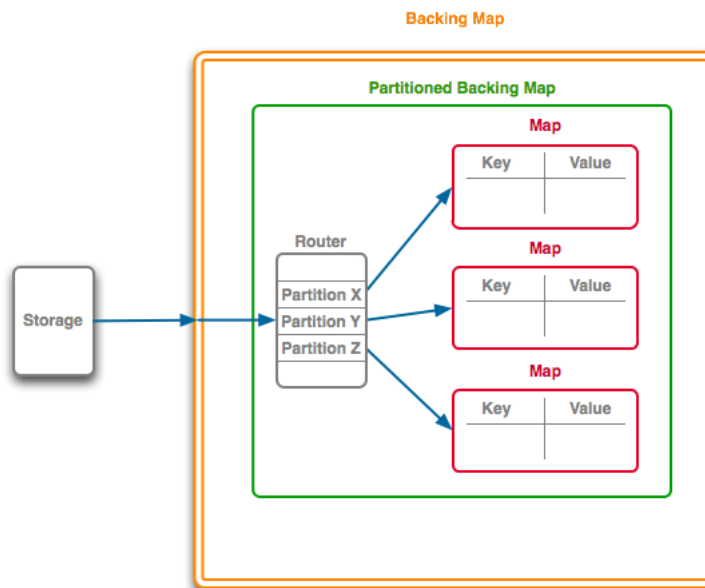 Backing Map
Partitioned Backing Map
Map
Key Value
Router
Map
Partition X
Key Value
Storage
Partition Y
Partition Z
Map
Key Value